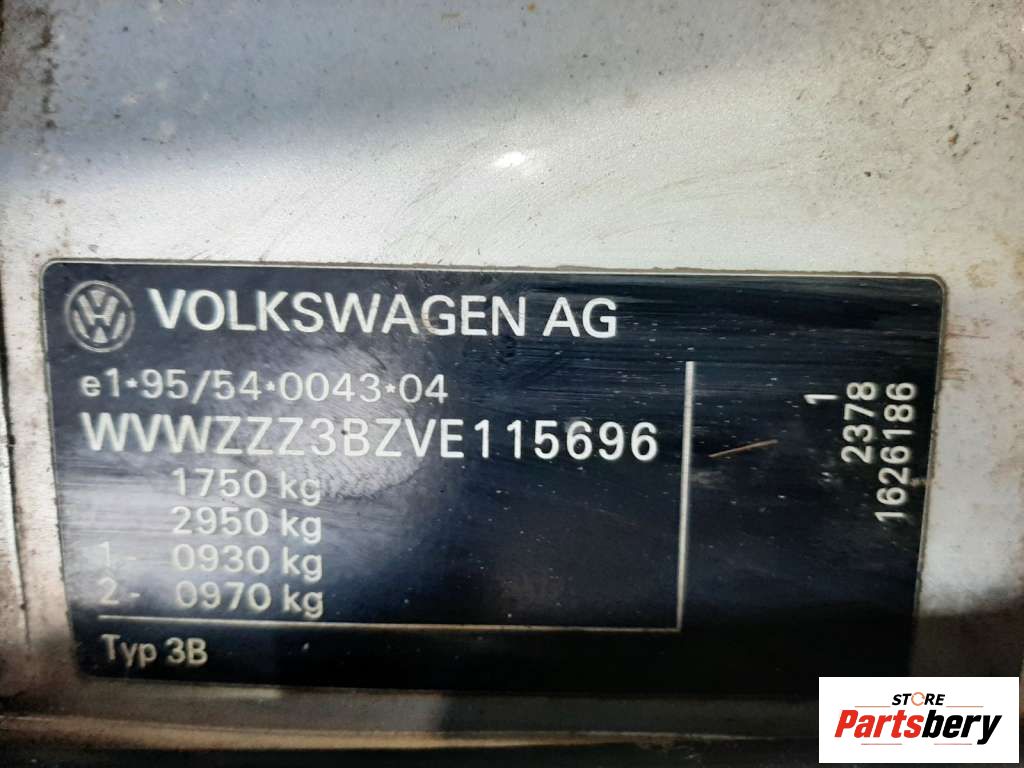 VOLKSWAGEN AG
e1*95/54*0043*04
WVWZZZ3BZVE115696
1750 kg
2950 kg
1- 0930 kg
2- 0970 kg
Typ 3B
1
2378
1626186
STORE
Partsbery